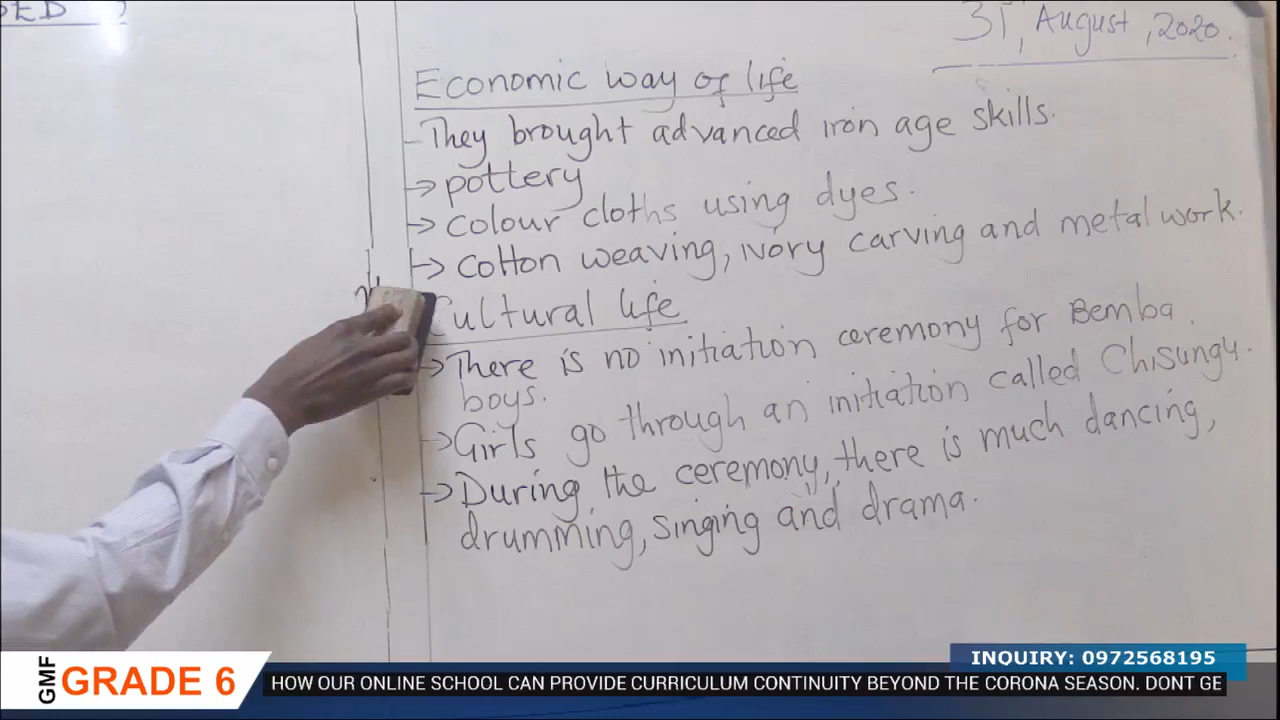 31, August, 2020.
Economic way of life
- They brought advanced iron age skills.
→ pottery
→ colour cloths using dyes.
→ cotton weaving, ivory carving and metal work.
Cultural life
→ There is no initiation ceremony for Bemba
boys.
→ Girls go through an initiation called Chisungu.
→ During the ceremony, there is much dancing,
drumming, singing and drama.
INQUIRY: 0972568195
GMF GRADE 6
HOW OUR ONLINE SCHOOL CAN PROVIDE CURRICULUM CONTINUITY BEYOND THE CORONA SEASON. DONT GE